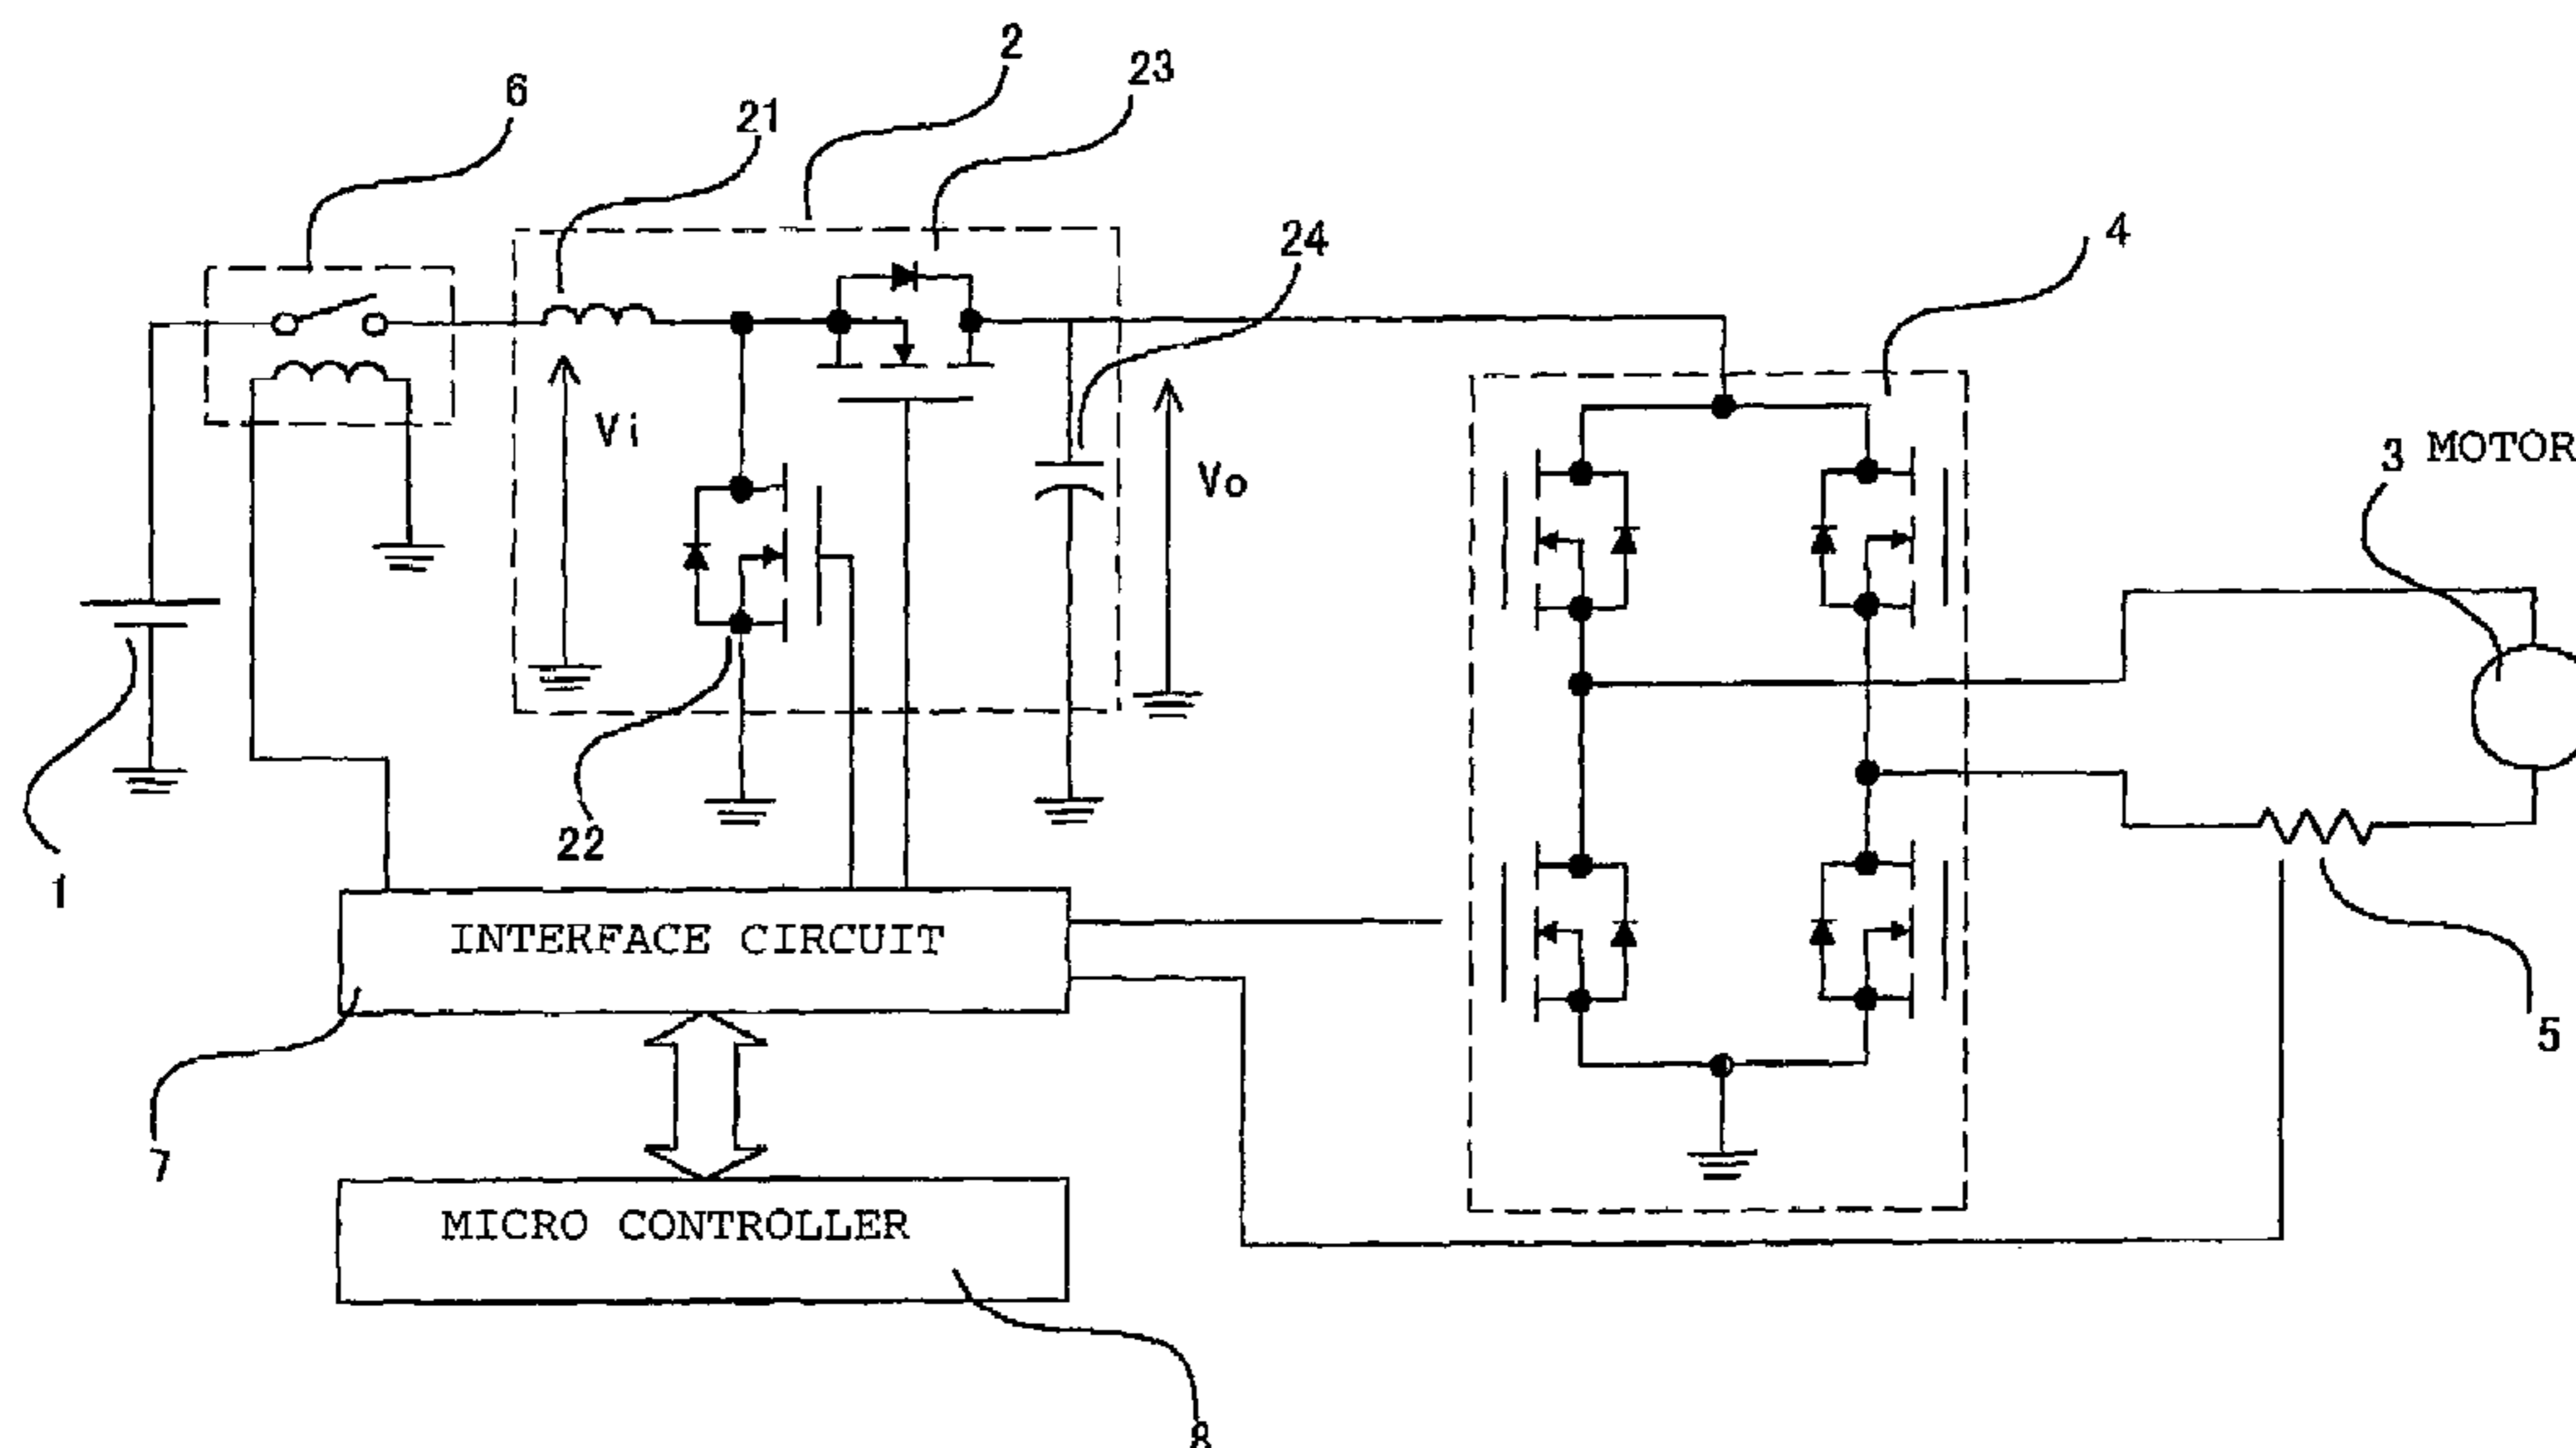 2
23
6
21
24
4
Vi
Vo
3 MOTOR
22
1
INTERFACE CIRCUIT
5
7
MICRO CONTROLLER
8